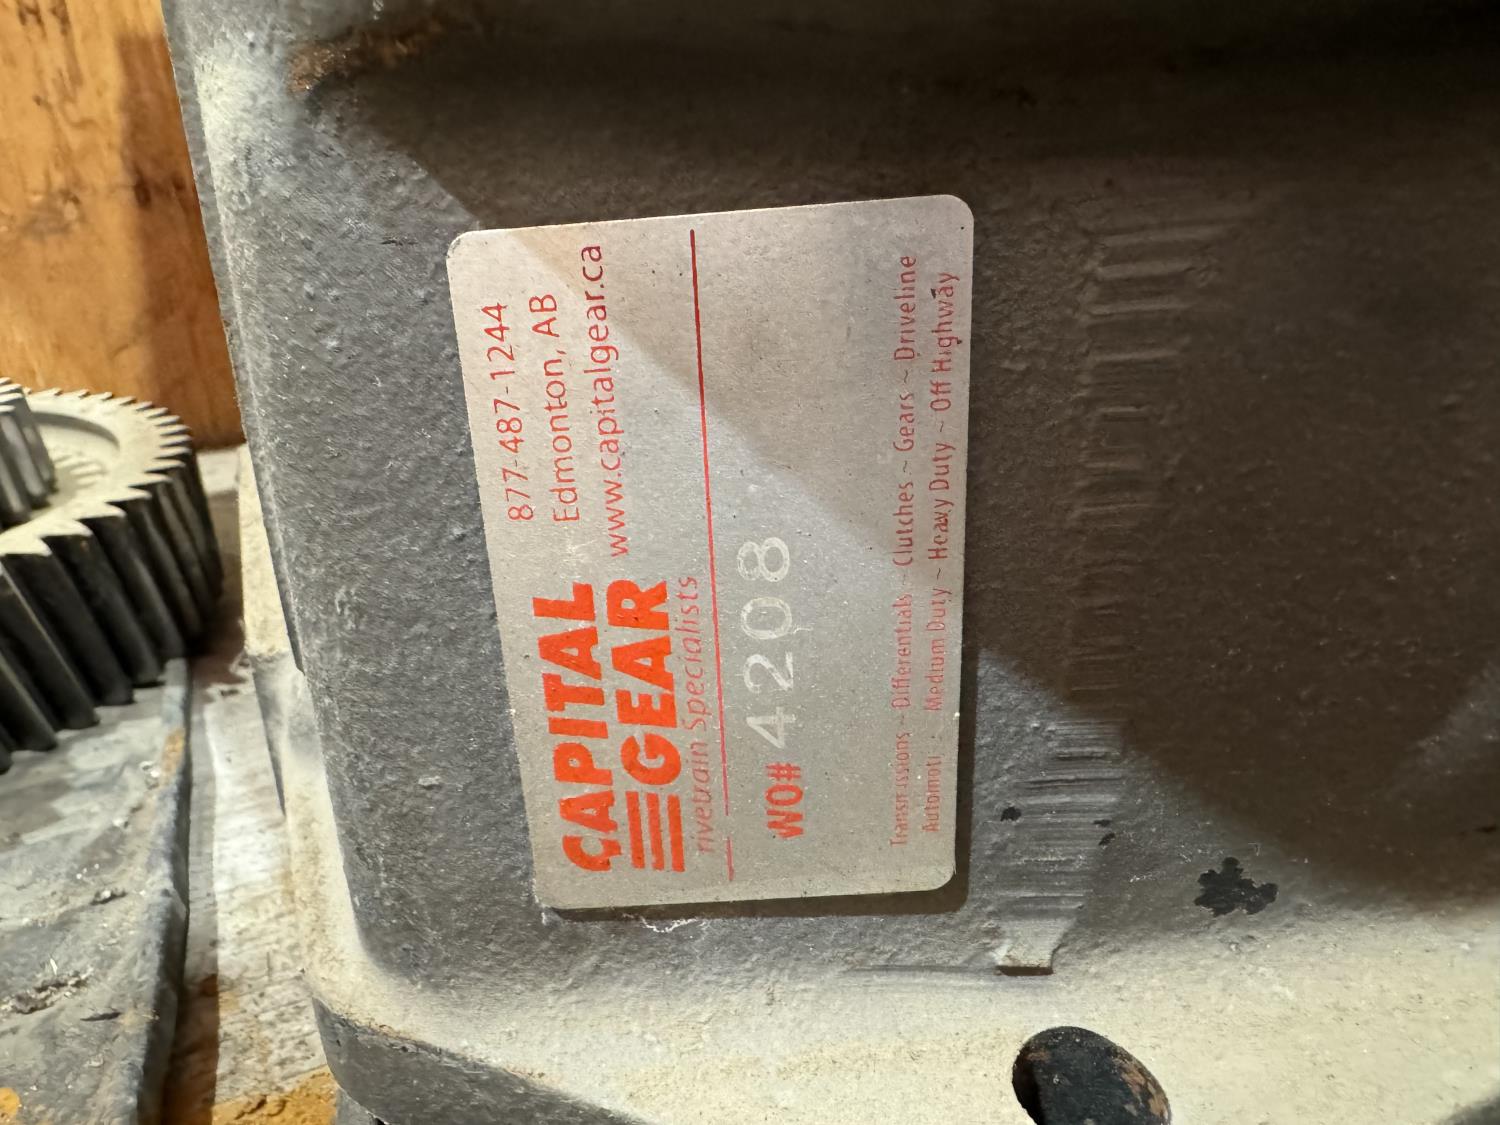 CAPITAL
GEAR
rivetrain Specialists
877-487-1244
Edmonton, AB
www.capitalgear.ca
WO# 4208
Transmissions ~ Differentials ~ Clutches ~ Gears ~ Driveline
Automoti ~ Medium Duty ~ Heavy Duty ~ Off Highway